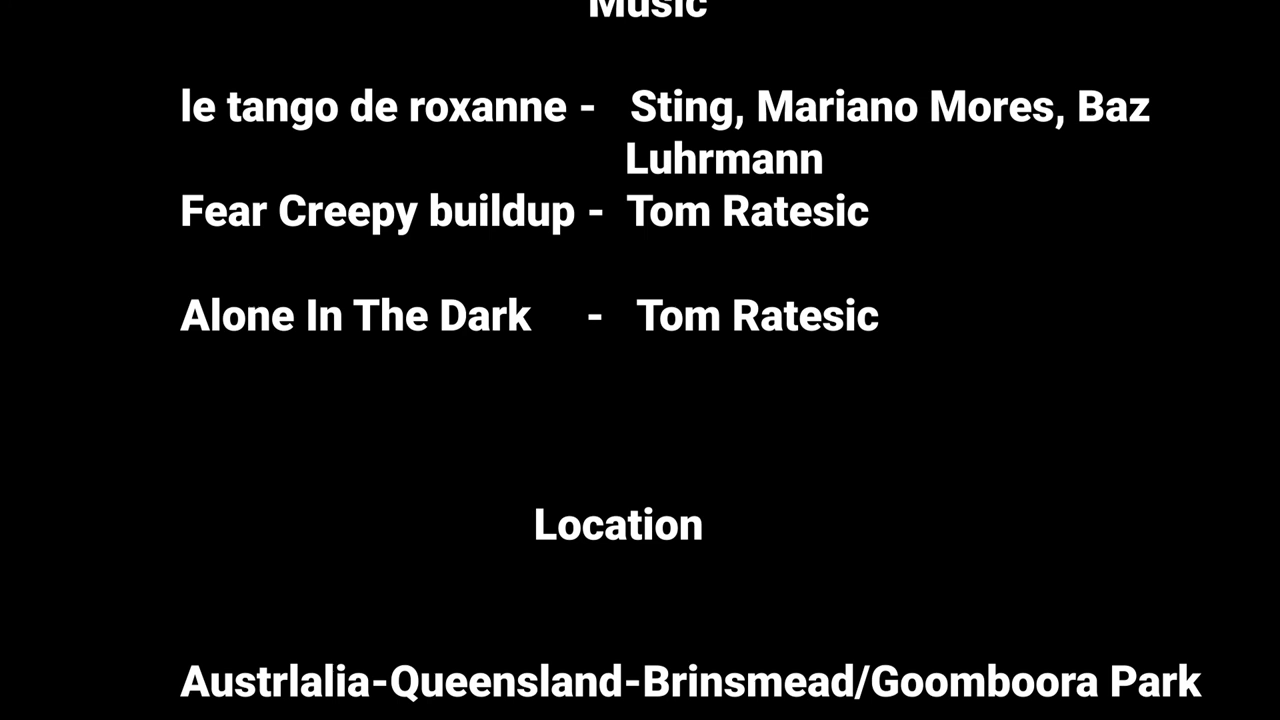 Music
le tango de roxanne - Sting, Mariano Mores, Baz
Luhrmann
Fear Creepy buildup - Tom Ratesic
Alone In The Dark - Tom Ratesic
Location
Austrlalia-Queensland-Brinsmead/Goomboora Park